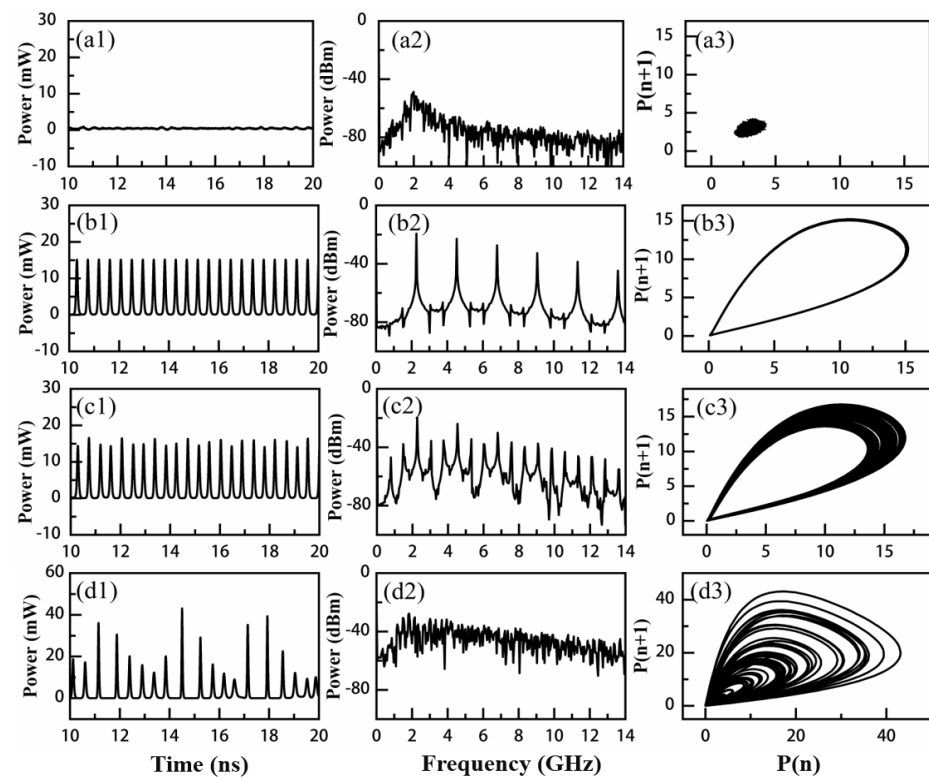 (a1) (a2) (a3)
Power (mW) 30 20 10 0 -10
10 12 14 16 18 20
Power (dBm) 0 -40 -80
0 2 4 6 8 10 12 14
P(n+1) 15 10 5 0
0 5 10 15
(b1) (b2) (b3)
Power (mW) 30 20 10 0 -10
10 12 14 16 18 20
Power (dBm) 0 -40 -80
0 2 4 6 8 10 12 14
P(n+1) 15 10 5 0
0 5 10 15
(c1) (c2) (c3)
Power (mW) 30 20 10 0 -10
10 12 14 16 18 20
Power (dBm) 0 -40 -80
0 2 4 6 8 10 12 14
P(n+1) 15 10 5 0
0 5 10 15
(d1) (d2) (d3)
Power (mW) 60 40 20 0
10 12 14 16 18 20
Power (dBm) 0 -40 -80
0 2 4 6 8 10 12 14
P(n+1) 40 30 20 10 0
0 20 40
Time (ns) Frequency (GHz) P(n)